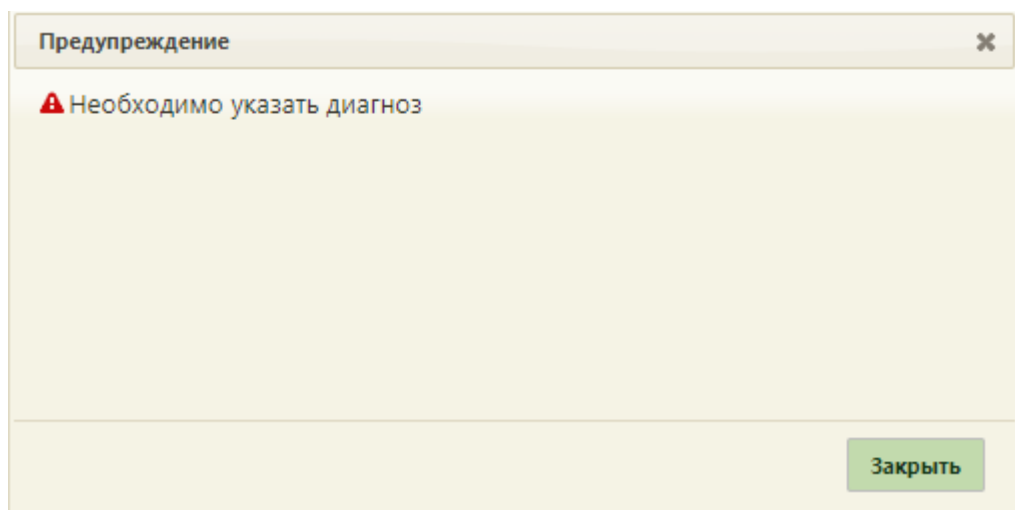 Предупреждение
Необходимо указать диагноз
Закрыть